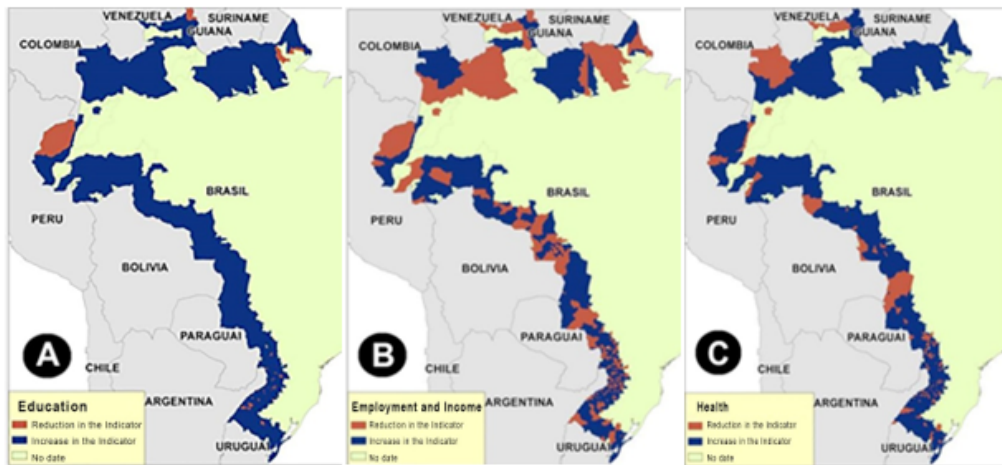 VENEZUELA
SURINAME
GUIANA
COLOMBIA
BRASIL
PERU
BOLIVIA
PARAGUAI
A
CHILE
ARGENTINA
URUGUAI
Education
Reduction in the Indicator
Increase in the Indicator
No date
VENEZUELA
SURINAME
GUIANA
COLOMBIA
BRASIL
PERU
BOLIVIA
PARAGUAI
B
CHILE
ARGENTINA
URUGUAI
Employment and Income
Reduction in the Indicator
Increase in the Indicator
No date
VENEZUELA
SURINAME
GUIANA
COLOMBIA
BRASIL
PERU
BOLIVIA
PARAGUAI
C
CHILE
ARGENTINA
URUGUAI
Health
Reduction in the Indicator
Increase in the Indicator
No date